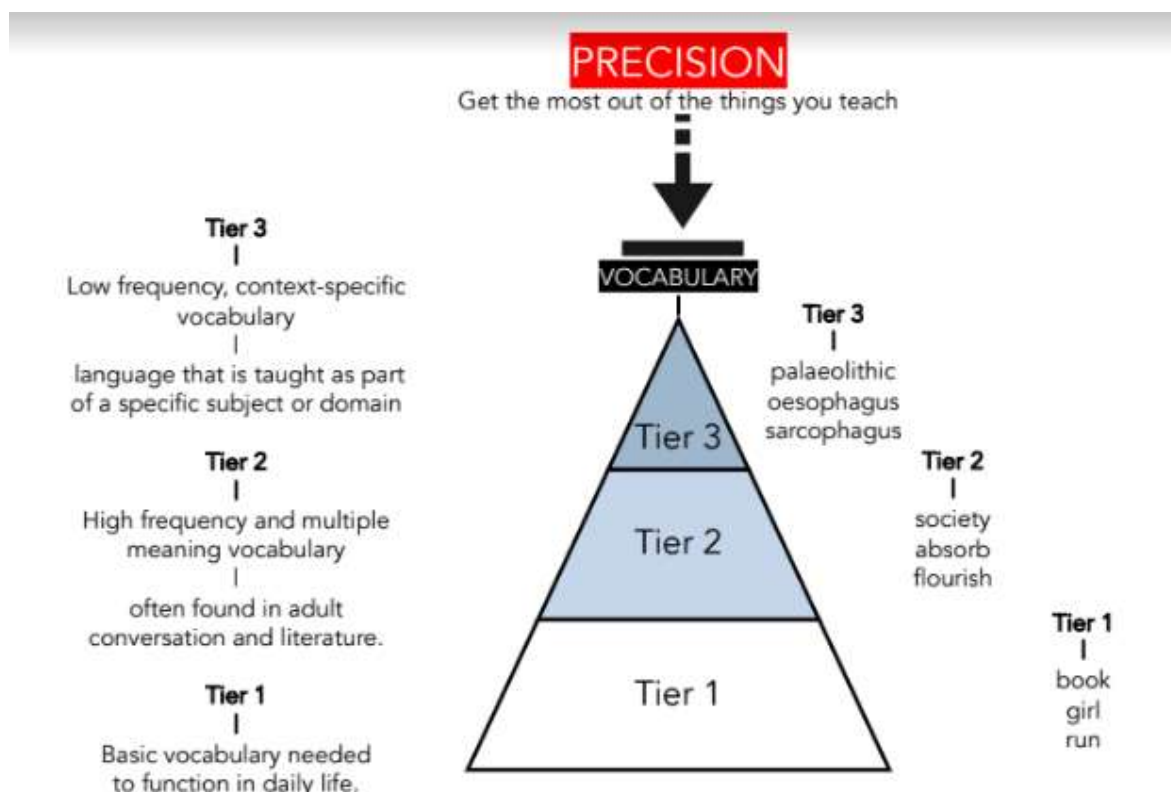 PRECISION
Get the most out of the things you teach
VOCABULARY
Tier 3
Low frequency, context-specific
vocabulary
language that is taught as part
of a specific subject or domain
Tier 2
High frequency and multiple
meaning vocabulary
often found in adult
conversation and literature.
Tier 1
Basic vocabulary needed
to function in daily life.
Tier 3
Tier 2
Tier 1
Tier 3
palaeolithic
oesophagus
sarcophagus
Tier 2
society
absorb
flourish
Tier 1
book
girl
run